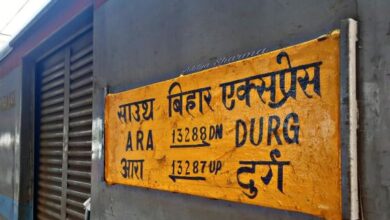 साउथ बिहार एक्सप्रेस
ARA 13288DN DURG
आरा 13287UP दुर्ग